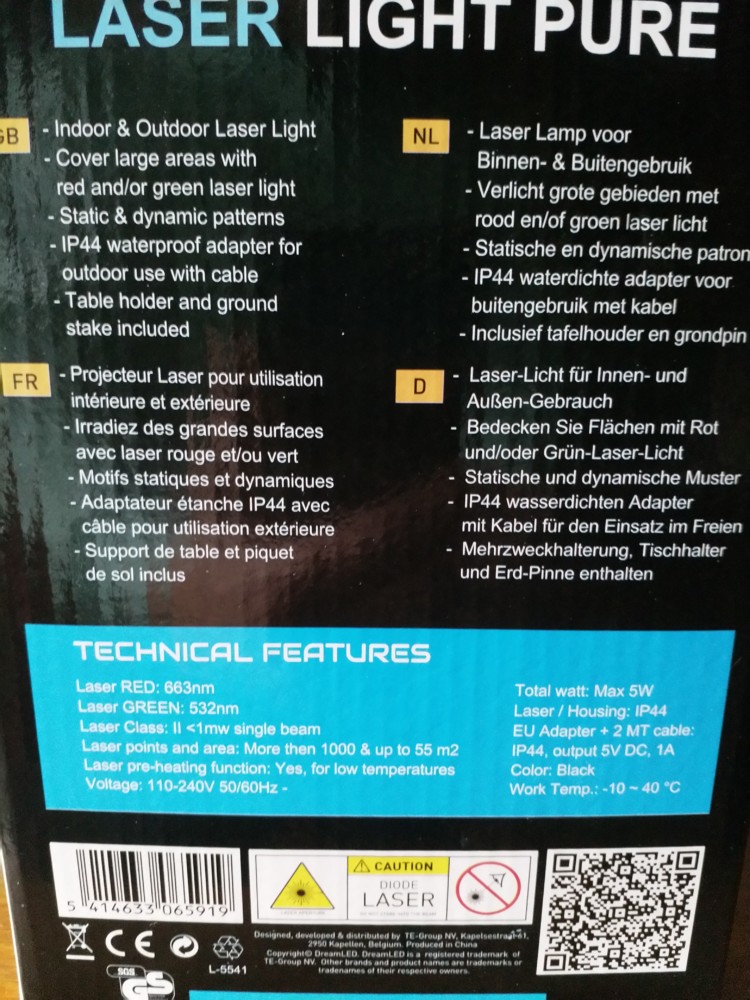 LASER LIGHT PURE
GB
- Indoor & Outdoor Laser Light
- Cover large areas with
red and/or green laser light
- Static & dynamic patterns
- IP44 waterproof adapter for
outdoor use with cable
- Table holder and ground
stake included
NL
- Laser Lamp voor
Binnen- & Buitengebruik
- Verlicht grote gebieden met
rood en/of groen laser licht
- Statische en dynamische patron
- IP44 waterdichte adapter voor
buitengebruik met kabel
- Inclusief tafelhouder en grondpin
FR
- Projecteur Laser pour utilisation
intérieure et extérieure
- Irradiez des grandes surfaces
avec laser rouge et/ou vert
- Motifs statiques et dynamiques
- Adaptateur étanche IP44 avec
câble pour utilisation extérieure
- Support de table et piquet
de sol inclus
D
- Laser-Licht für Innen- und
Außen-Gebrauch
- Bedecken Sie Flächen mit Rot
und/oder Grün-Laser-Licht
- Statische und dynamische Muster
- IP44 wasserdichten Adapter
mit Kabel für den Einsatz im Freien
- Mehrzweckhalterung, Tischhalter
und Erd-Pinne enthalten
TECHNICAL FEATURES
Laser RED: 663nm
Laser GREEN: 532nm
Laser Class: II <1mw single beam
Laser points and area: More then 1000 & up to 55 m2
Laser pre-heating function: Yes, for low temperatures
Voltage: 110-240V 50/60Hz -
Total watt: Max 5W
Laser / Housing: IP44
EU Adapter + 2 MT cable:
IP44, output 5V DC, 1A
Color: Black
Work Temp.: -10 ~ 40 °C
5 414633 065919
CAUTION
DIODE
LASER
CE
L-5541
Designed, developed & distributed by TE-Group NV, Kapelsestraat
2950 Kapellen, Belgium. Produced in China
Copyright© DreamLED. DreamLED is a registered trademark of
TE-Group NV. Other brands and product names are trademarks or
tradenames of their respective owners.
SGS
GS